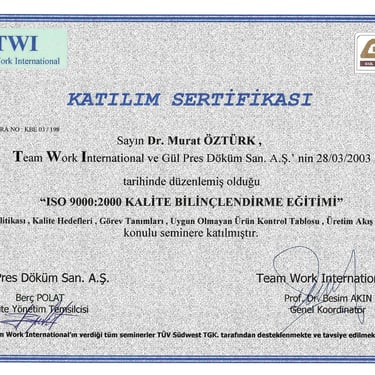 TWI
Work International
KATILIM SERTİFİKASI
RA NO : KBE 03 / 198
Sayın Dr. Murat ÖZTÜRK ,
Team Work International ve Gül Pres Döküm San. A.Ş.' nin 28/03/2003
tarihinde düzenlemiş olduğu
“ISO 9000:2000 KALİTE BİLİNÇLENDİRME EĞİTİMİ”
litikası , Kalite Hedefleri , Görev Tanımları , Uygun Olmayan Ürün Kontrol Tablosu , Üretim Akış
konulu seminere katılmıştır.
Pres Döküm San. A.Ş.
Team Work Internation
Berç POLAT
Prof. Dr. Besim AKIN
ite Yönetim Temsilcisi
Genel Koordinatör
m Work International'ın verdiği tüm seminerler TÜV Südwest TGK. tarafından desteklenmekte ve tavsiye edilmek